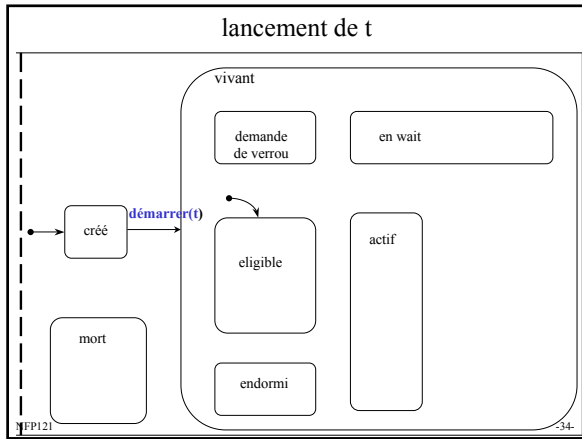 lancement de t
vivant
demande
de verrou
en wait
démarrer(t)
créé
eligible
actif
mort
endormi
NFP121
-34-